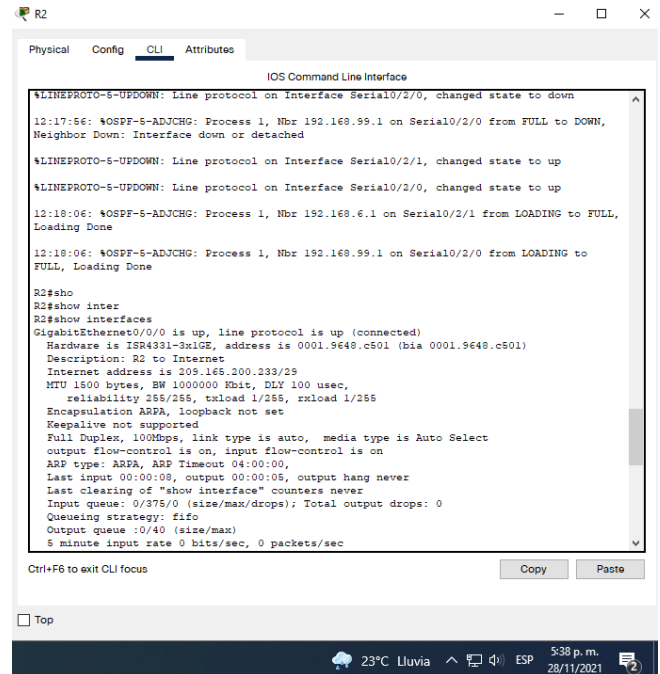 R2
Physical Config CLI Attributes
IOS Command Line Interface
%LINEPROTO-5-UPDOWN: Line protocol on Interface Serial0/2/0, changed state to down
12:17:56: %OSPF-5-ADJCHG: Process 1, Nbr 192.168.99.1 on Serial0/2/0 from FULL to DOWN,
Neighbor Down: Interface down or detached
%LINEPROTO-5-UPDOWN: Line protocol on Interface Serial0/2/1, changed state to up
%LINEPROTO-5-UPDOWN: Line protocol on Interface Serial0/2/0, changed state to up
12:18:06: %OSPF-5-ADJCHG: Process 1, Nbr 192.168.6.1 on Serial0/2/1 from LOADING to FULL,
Loading Done
12:18:06: %OSPF-5-ADJCHG: Process 1, Nbr 192.168.99.1 on Serial0/2/0 from LOADING to
FULL, Loading Done
R2#sho
R2#show inter
R2#show interfaces
GigabitEthernet0/0/0 is up, line protocol is up (connected)
Hardware is ISR4331-3x1GE, address is 0001.9648.c501 (bia 0001.9648.c501)
Description: R2 to Internet
Internet address is 209.165.200.233/29
MTU 1500 bytes, BW 1000000 Kbit, DLY 100 usec,
reliability 255/255, txload 1/255, rxload 1/255
Encapsulation ARPA, loopback not set
Keepalive not supported
Full Duplex, 100Mbps, link type is auto, media type is Auto Select
output flow-control is on, input flow-control is on
ARP type: ARPA, ARP Timeout 04:00:00,
Last input 00:00:08, output 00:00:05, output hang never
Last clearing of "show interface" counters never
Input queue: 0/375/0 (size/max/drops); Total output drops: 0
Queueing strategy: fifo
Output queue :0/40 (size/max)
5 minute input rate 0 bits/sec, 0 packets/sec
Ctrl+F6 to exit CLI focus
Copy Paste
Top
23°C Lluvia ESP 5:38 p. m.
28/11/2021 2